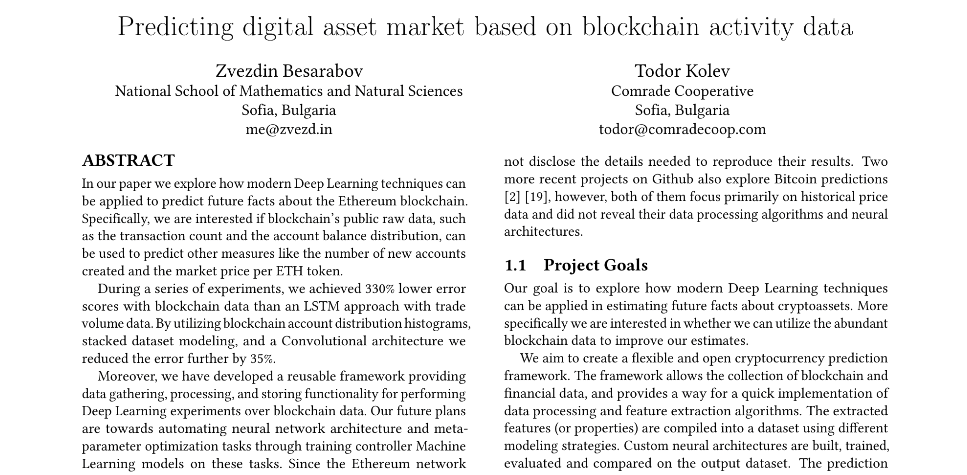 Predicting digital asset market based on blockchain activity data
Zvezdin Besarabov
National School of Mathematics and Natural Sciences
Sofia, Bulgaria
me@zvezd.in
Todor Kolev
Comrade Cooperative
Sofia, Bulgaria
todor@comradecoop.com
ABSTRACT
In our paper we explore how modern Deep Learning techniques can
be applied to predict future facts about the Ethereum blockchain.
Specifically, we are interested if blockchain's public raw data, such
as the transaction count and the account balance distribution, can
be used to predict other measures like the number of new accounts
created and the market price per ETH token.
During a series of experiments, we achieved 330% lower error
scores with blockchain data than an LSTM approach with trade
volume data. By utilizing blockchain account distribution histograms,
stacked dataset modeling, and a Convolutional architecture we
reduced the error further by 35%.
Moreover, we have developed a reusable framework providing
data gathering, processing, and storing functionality for performing
Deep Learning experiments over blockchain data. Our future plans
are towards automating neural network architecture and meta-
parameter optimization tasks through training controller Machine
Learning models on these tasks. Since the Ethereum network
not disclose the details needed to reproduce their results. Two
more recent projects on Github also explore Bitcoin predictions
[2] [19], however, both of them focus primarily on historical price
data and did not reveal their data processing algorithms and neural
architectures.
1.1 Project Goals
Our goal is to explore how modern Deep Learning techniques
can be applied in estimating future facts about cryptoassets. More
specifically we are interested in whether we can utilize the abundant
blockchain data to improve our estimates.
We aim to create a flexible and open cryptocurrency prediction
framework. The framework allows the collection of blockchain and
financial data, and provides a way for a quick implementation of
data processing and feature extraction algorithms. The extracted
features (or properties) are compiled into a dataset using different
modeling strategies. Custom neural architectures are built, trained,
evaluated and compared on the output dataset. The prediction